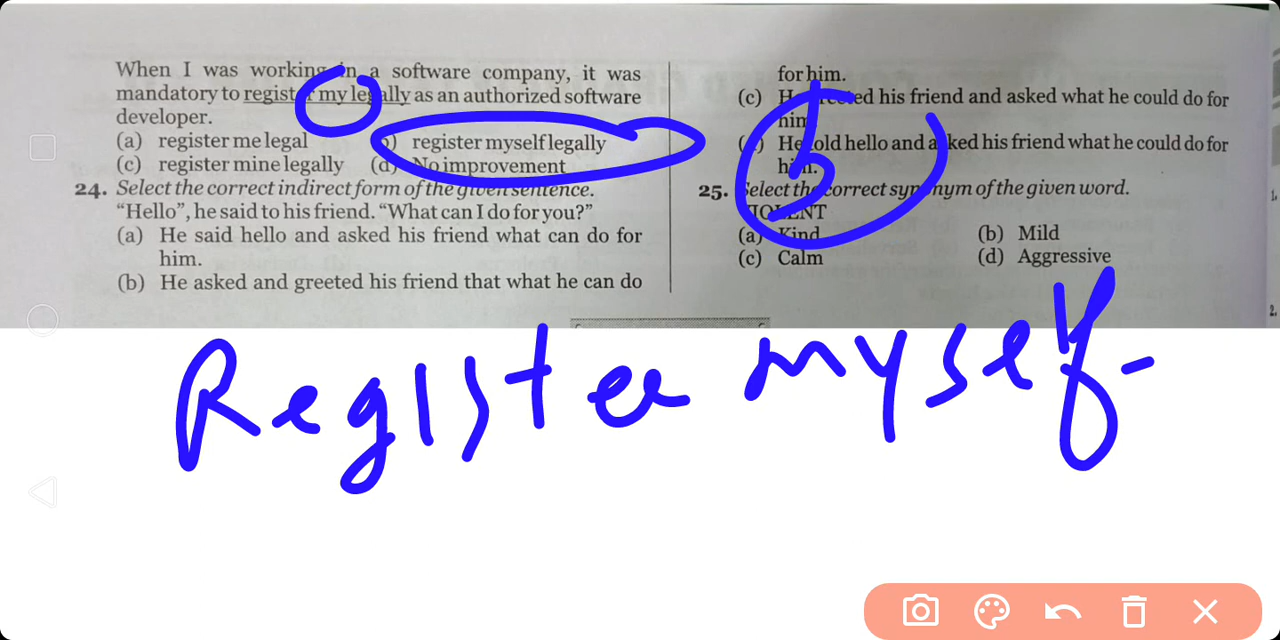 When I was working in a software company, it was
mandatory to register my legally as an authorized software
developer.
(a) register me legal
(b) register myself legally
(c) register mine legally (d) No improvement
24. Select the correct indirect form of the given sentence.
“Hello”, he said to his friend. “What can I do for you?”
(a) He said hello and asked his friend what can do for
him.
(b) He asked and greeted his friend that what he can do
for him.
(c) He greeted his friend and asked what he could do for
him.
(d) He told hello and asked his friend what he could do for
him.
25. Select the correct synonym of the given word.
VIOLENT
(a) Kind (b) Mild
(c) Calm (d) Aggressive
1.
2.
b
Register myself-